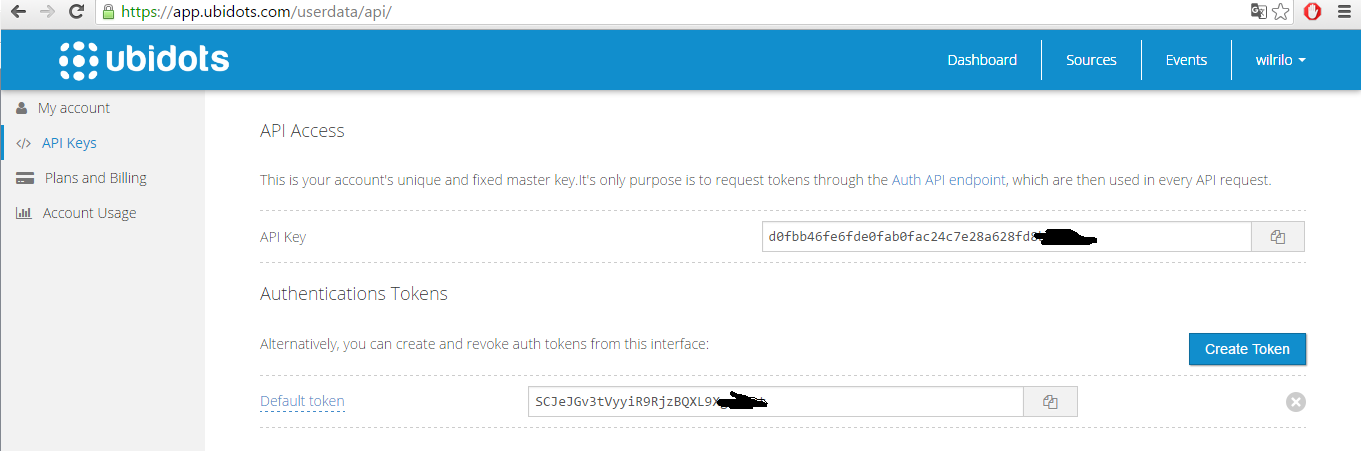 https://app.ubidots.com/userdata/api/
ubidots
Dashboard
Sources
Events
wilrilo
My account
API Keys
Plans and Billing
Account Usage
API Access
This is your account's unique and fixed master key.It's only purpose is to request tokens through the Auth API endpoint, which are then used in every API request.
API Key
d0fbb46fe6fde0fab0fac24c7e28a628fd8
Authentications Tokens
Alternatively, you can create and revoke auth tokens from this interface:
Create Token
Default token
SCJeJGv3tVyyiR9RjzBQXL9X